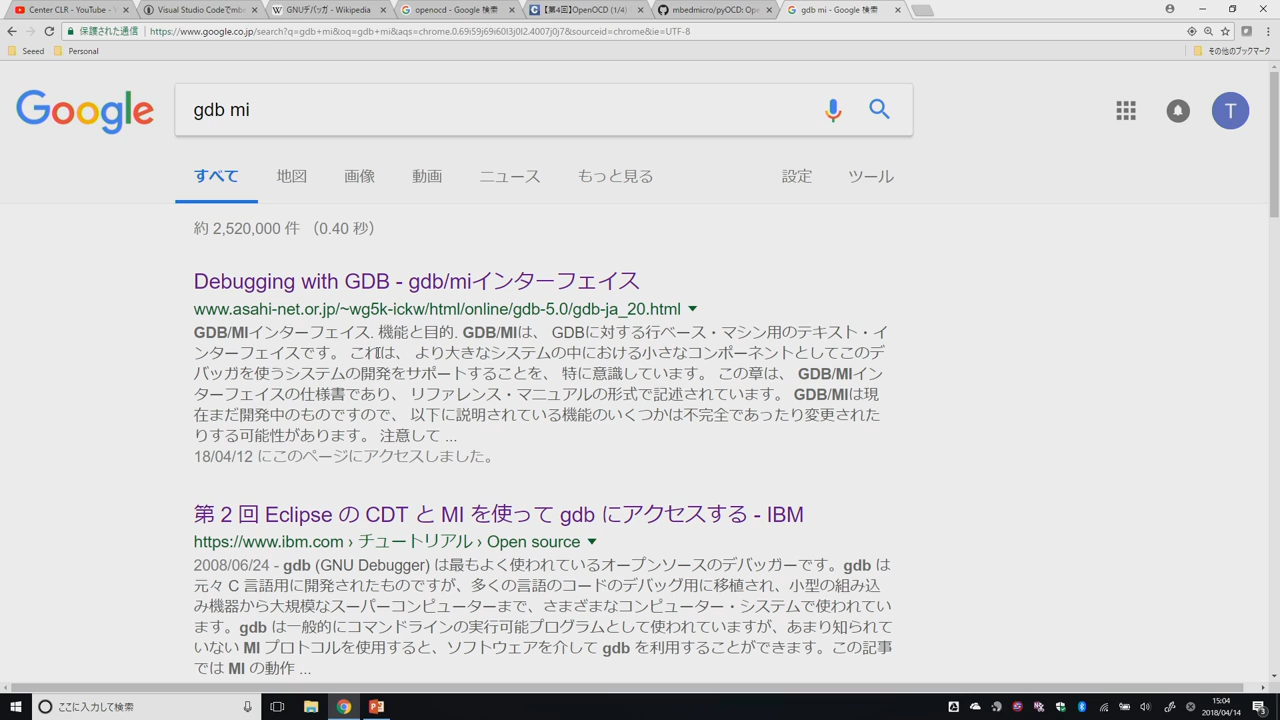 Center CLR - YouTube - Y
Visual Studio Codeでmbe
GNUデバッガ - Wikipedia
openocd - Google 検索
【第4回】OpenOCD (1/4)
mbedmicro/pyOCD: Op
gdb mi - Google 検索
保護された通信
https://www.google.co.jp/search?q=gdb+mi&oq=gdb+mi&aqs=chrome.0.69i59j69i60l3j0l2.4007j0j7&sourceid=chrome&ie=UTF-8
Seeed
Personal
その他のブックマーク
Google
gdb mi
T
すべて
地図
画像
動画
ニュース
もっと見る
設定
ツール
約 2,520,000 件 （0.40 秒）
Debugging with GDB - gdb/miインターフェイス
www.asahi-net.or.jp/~wg5k-ickw/html/online/gdb-5.0/gdb-ja_20.html
GDB/MIインターフェイス. 機能と目的. GDB/MIは、 GDBに対する行ベース・マシン用のテキスト・イ
ンターフェイスです。 これは、 より大きなシステムの中における小さなコンポーネントとしてこのデ
バッガを使うシステムの開発をサポートすることを、 特に意識しています。 この章は、 GDB/MIイン
ターフェイスの仕様書であり、 リファレンス・マニュアルの形式で記述されています。 GDB/MIは現
在まだ開発中のものですので、 以下に説明されている機能のいくつかは不完全であったり変更された
りする可能性があります。 注意して ...
18/04/12 にこのページにアクセスしました。
第 2 回 Eclipse の CDT と MI を使って gdb にアクセスする - IBM
https://www.ibm.com › チュートリアル › Open source
2008/06/24 - gdb (GNU Debugger) は最もよく使われているオープンソースのデバッガーです。gdb は
元々 C 言語用に開発されたものですが、多くの言語のコードのデバッグ用に移植され、小型の組み込
み機器から大規模なスーパーコンピューターまで、さまざまなコンピューター・システムで使われてい
ます。gdb は一般的にコマンドラインの実行可能プログラムとして使われていますが、あまり知られて
いない MI プロトコルを使用すると、ソフトウェアを介して gdb を利用することができます。この記事
では MI の動作 ...
ここに入力して検索
15:04
2018/04/14
3